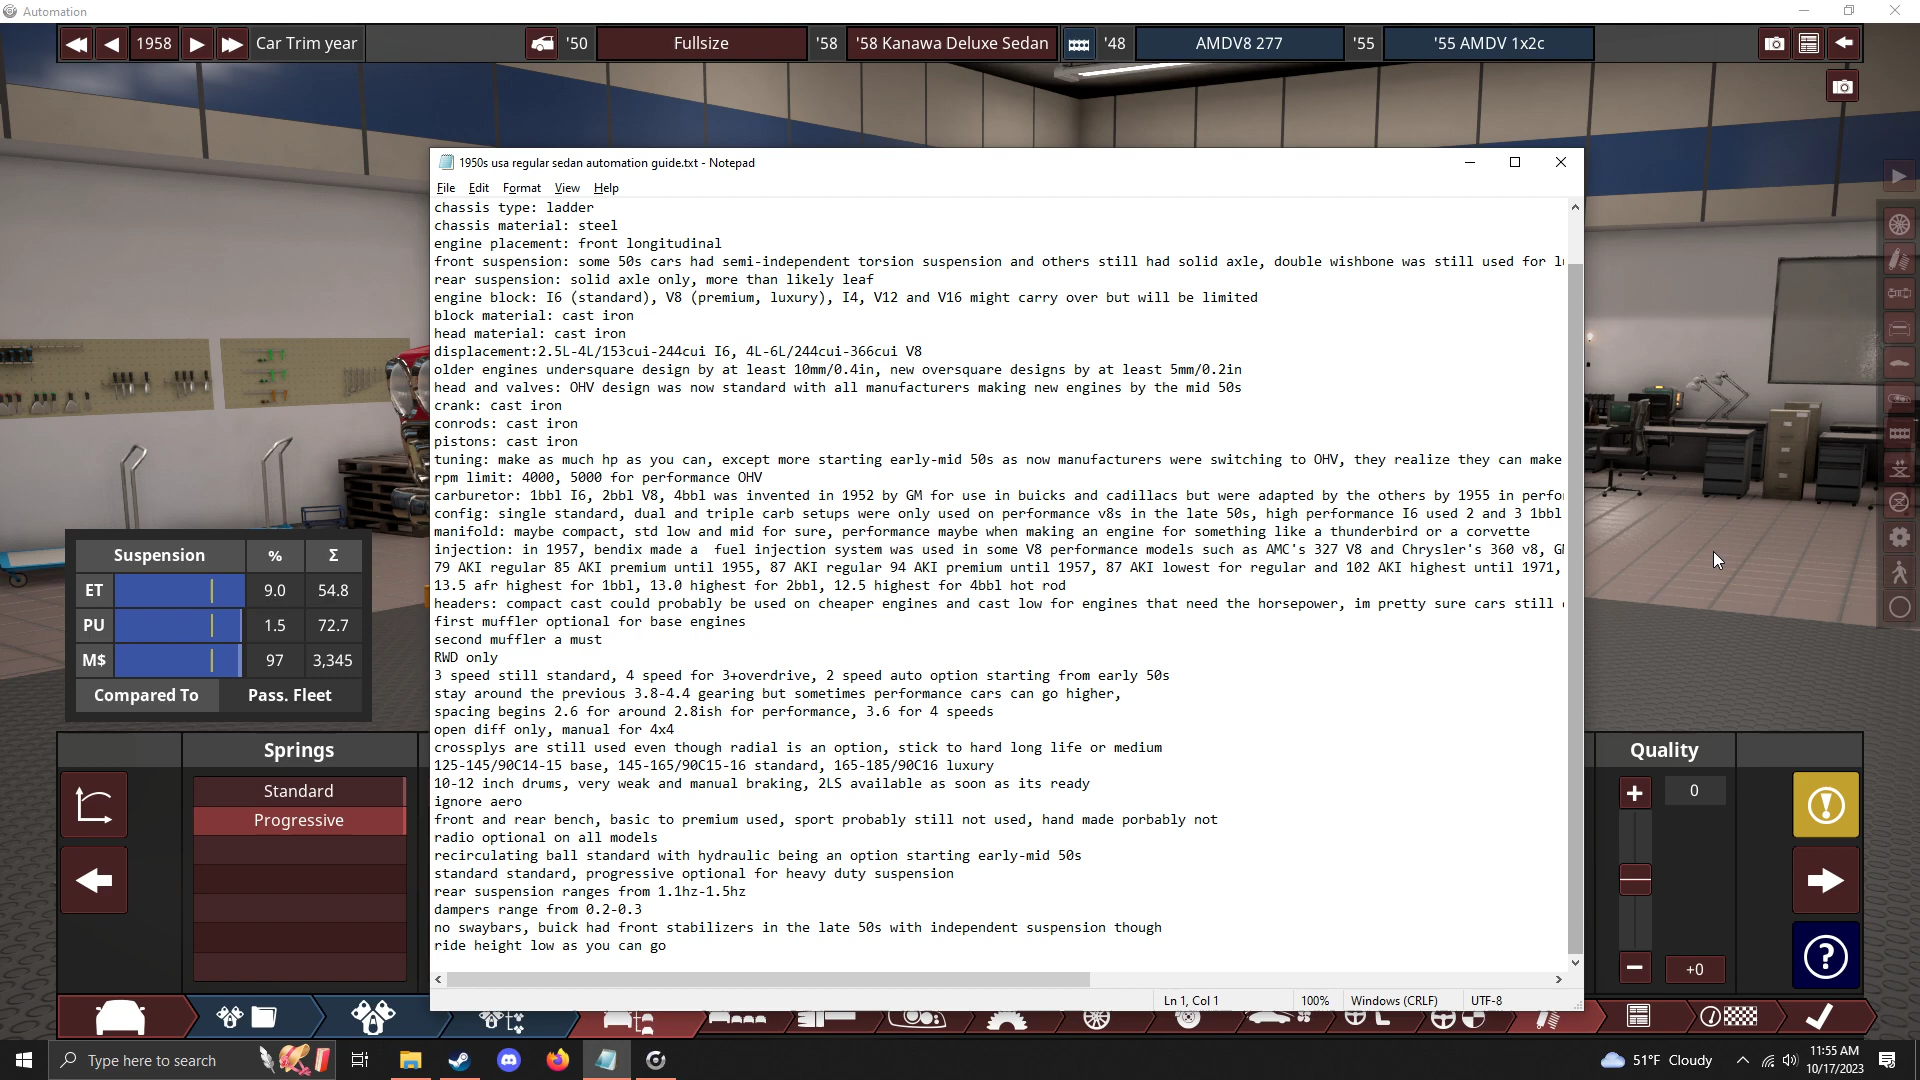 Automation
1958 Car Trim year '50 Fullsize '58 '58 Kanawa Deluxe Sedan '48 AMDV8 277 '55 '55 AMDV 1x2c
1950s usa regular sedan automation guide.txt - Notepad
File Edit Format View Help
chassis type: ladder
chassis material: steel
engine placement: front longitudinal
front suspension: some 50s cars had semi-independent torsion suspension and others still had solid axle, double wishbone was still used for
rear suspension: solid axle only, more than likely leaf
engine block: I6 (standard), V8 (premium, luxury), I4, V12 and V16 might carry over but will be limited
block material: cast iron
head material: cast iron
displacement:2.5L-4L/153cui-244cui I6, 4L-6L/244cui-366cui V8
older engines undersquare design by at least 10mm/0.4in, new oversquare designs by at least 5mm/0.2in
head and valves: OHV design was now standard with all manufacturers making new engines by the mid 50s
crank: cast iron
conrods: cast iron
pistons: cast iron
tuning: make as much hp as you can, except more starting early-mid 50s as now manufacturers were switching to OHV, they realize they can make
rpm limit: 4000, 5000 for performance OHV
carburetor: 1bbl I6, 2bbl V8, 4bbl was invented in 1952 by GM for use in buicks and cadillacs but were adapted by the others by 1955 in perfo
config: single standard, dual and triple carb setups were only used on performance v8s in the late 50s, high performance I6 used 2 and 3 1bbl
manifold: maybe compact, std low and mid for sure, performance maybe when making an engine for something like a thunderbird or a corvette
injection: in 1957, bendix made a  fuel injection system was used in some V8 performance models such as AMC's 327 V8 and Chrysler's 360 v8,
79 AKI regular 85 AKI premium until 1955, 87 AKI regular 94 AKI premium until 1957, 87 AKI lowest for regular and 102 AKI highest until 1971,
13.5 afr highest for 1bbl, 13.0 highest for 2bbl, 12.5 highest for 4bbl hot rod
headers: compact cast could probably be used on cheaper engines and cast low for engines that need the horsepower, im pretty sure cars still
first muffler optional for base engines
second muffler a must
RWD only
3 speed still standard, 4 speed for 3+overdrive, 2 speed auto option starting from early 50s
stay around the previous 3.8-4.4 gearing but sometimes performance cars can go higher,
spacing begins 2.6 for around 2.8ish for performance, 3.6 for 4 speeds
open diff only, manual for 4x4
crossplys are still used even though radial is an option, stick to hard long life or medium
125-145/90C14-15 base, 145-165/90C15-16 standard, 165-185/90C16 luxury
10-12 inch drums, very weak and manual braking, 2LS available as soon as its ready
ignore aero
front and rear bench, basic to premium used, sport probably still not used, hand made porbably not
radio optional on all models
recirculating ball standard with hydraulic being an option starting early-mid 50s
standard standard, progressive optional for heavy duty suspension
rear suspension ranges from 1.1hz-1.5hz
dampers range from 0.2-0.3
no swaybars, buick had front stabilizers in the late 50s with independent suspension though
ride height low as you can go
Ln 1, Col 1 100% Windows (CRLF) UTF-8
Suspension % Σ
ET 9.0 54.8
PU 1.5 72.7
M$ 97 3,345
Compared To Pass. Fleet
Springs
Standard
Progressive
Quality
+ 0
− +0
Type here to search
51°F Cloudy
11:55 AM
10/17/2023